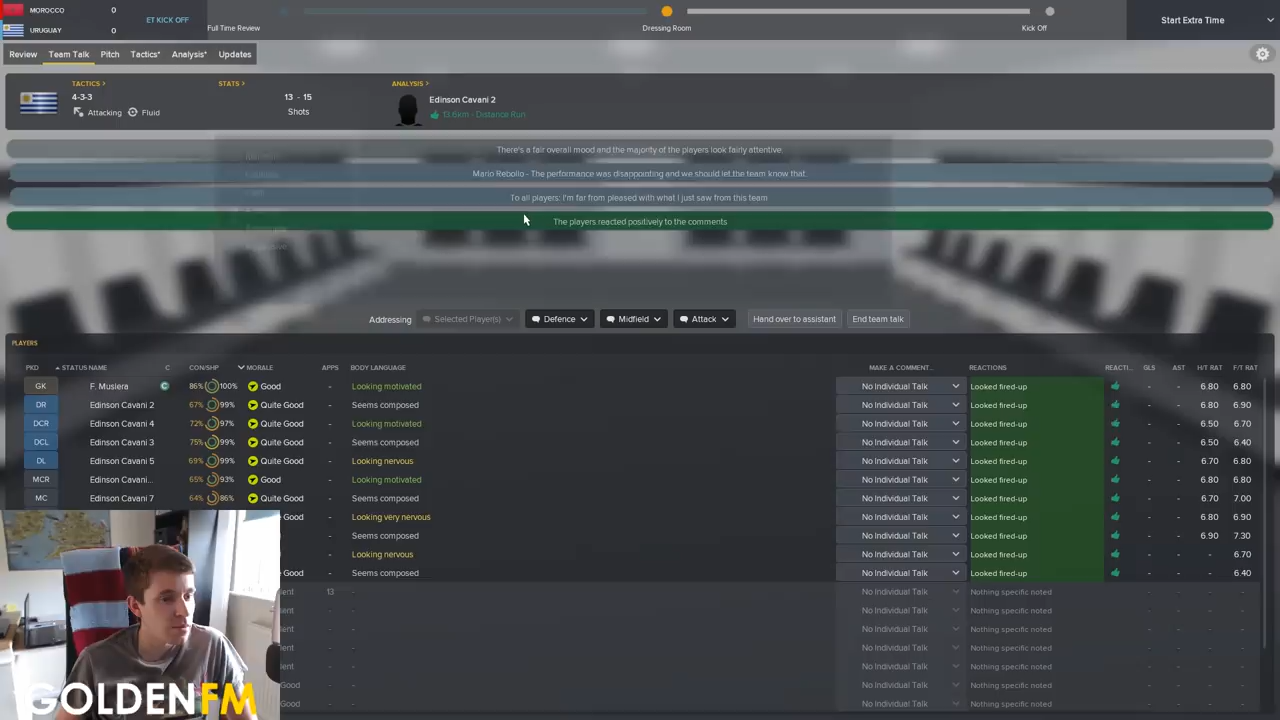 MOROCCO 0
URUGUAY 0
ET KICK OFF
Full Time Review
Dressing Room
Kick Off
Start Extra Time
Review Team Talk Pitch Tactics* Analysis* Updates
TACTICS >
4-3-3
Attacking Fluid
STATS >
13 - 15
Shots
ANALYSIS >
Edinson Cavani 2
13.6km - Distance Run
There's a fair overall mood and the majority of the players look fairly attentive.
Mario Rebollo - The performance was disappointing and we should let the team know that.
To all players: I'm far from pleased with what I just saw from this team
The players reacted positively to the comments
Addressing Selected Player(s) Defence Midfield Attack Hand over to assistant End team talk
PLAYERS
PKD STATUS NAME C CON/SHP MORALE APPS BODY LANGUAGE MAKE A COMMENT... REACTIONS REACTI... GLS AST H/T RAT F/T RAT
GK F. Muslera C 86% 100% Good - Looking motivated No Individual Talk Looked fired-up - - 6.80 6.80
DR Edinson Cavani 2 67% 99% Quite Good - Seems composed No Individual Talk Looked fired-up - - 6.80 6.90
DCR Edinson Cavani 4 72% 97% Quite Good - Looking motivated No Individual Talk Looked fired-up - - 6.50 6.70
DCL Edinson Cavani 3 75% 99% Quite Good - Seems composed No Individual Talk Looked fired-up - - 6.50 6.40
DL Edinson Cavani 5 69% 99% Quite Good - Looking nervous No Individual Talk Looked fired-up - - 6.70 6.80
MCR Edinson Cavani... 65% 93% Good - Looking motivated No Individual Talk Looked fired-up - - 6.80 6.80
MC Edinson Cavani 7 64% 86% Quite Good - Seems composed No Individual Talk Looked fired-up - - 6.70 7.00
Good - Looking very nervous No Individual Talk Looked fired-up - - 6.80 6.90
- Seems composed No Individual Talk Looked fired-up - - 6.90 7.30
- Looking nervous No Individual Talk Looked fired-up - - - 6.70
Good - Seems composed No Individual Talk Looked fired-up - - - 6.40
ent 13 - No Individual Talk Nothing specific noted - - - -
ent - - No Individual Talk Nothing specific noted - - - -
ent - - No Individual Talk Nothing specific noted - - - -
ent - - No Individual Talk Nothing specific noted - - - -
ent - - No Individual Talk Nothing specific noted - - - -
Good - - No Individual Talk Nothing specific noted - - - -
Good - - No Individual Talk Nothing specific noted - - - -
GOLDENFM